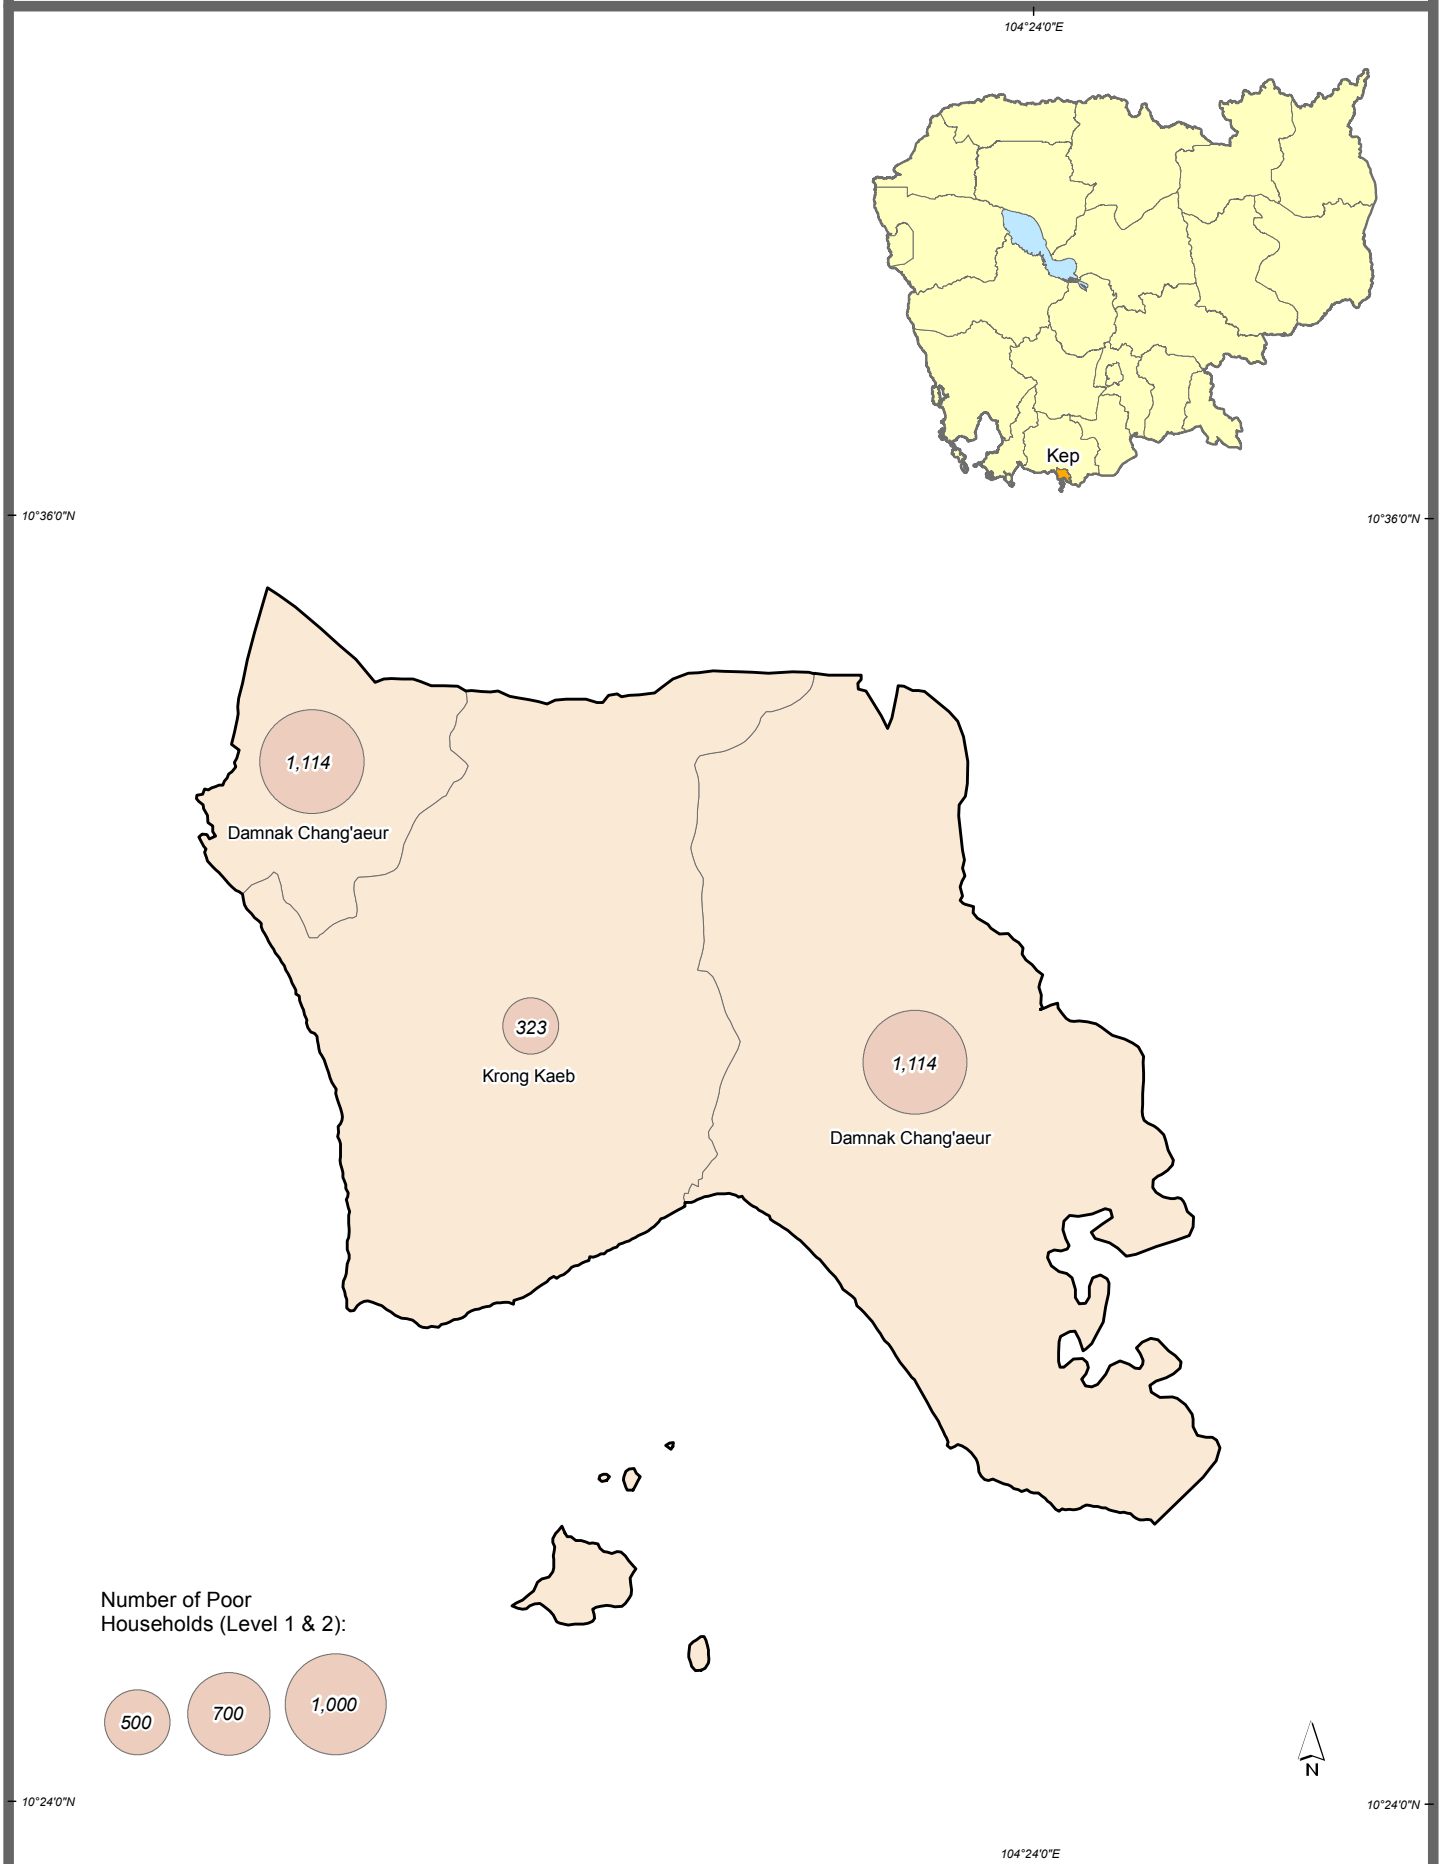 104°24'0"E
Kep
10°36'0"N
10°36'0"N
1,114
Damnak Chang'aeur
323
Krong Kaeb
1,114
Damnak Chang'aeur
Number of Poor
Households (Level 1 & 2):
500
700
1,000
N
10°24'0"N
10°24'0"N
104°24'0"E